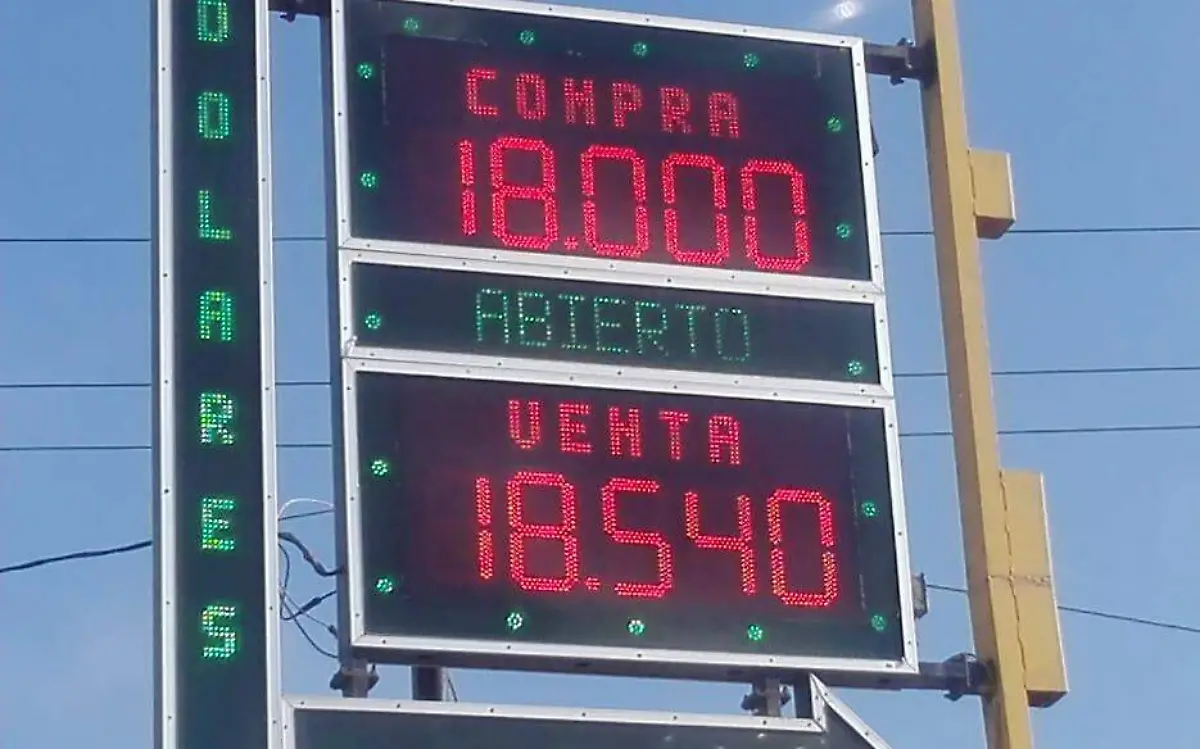 DOLARES
COMPRA
18.000
ABIERTO
VENTA
18.540